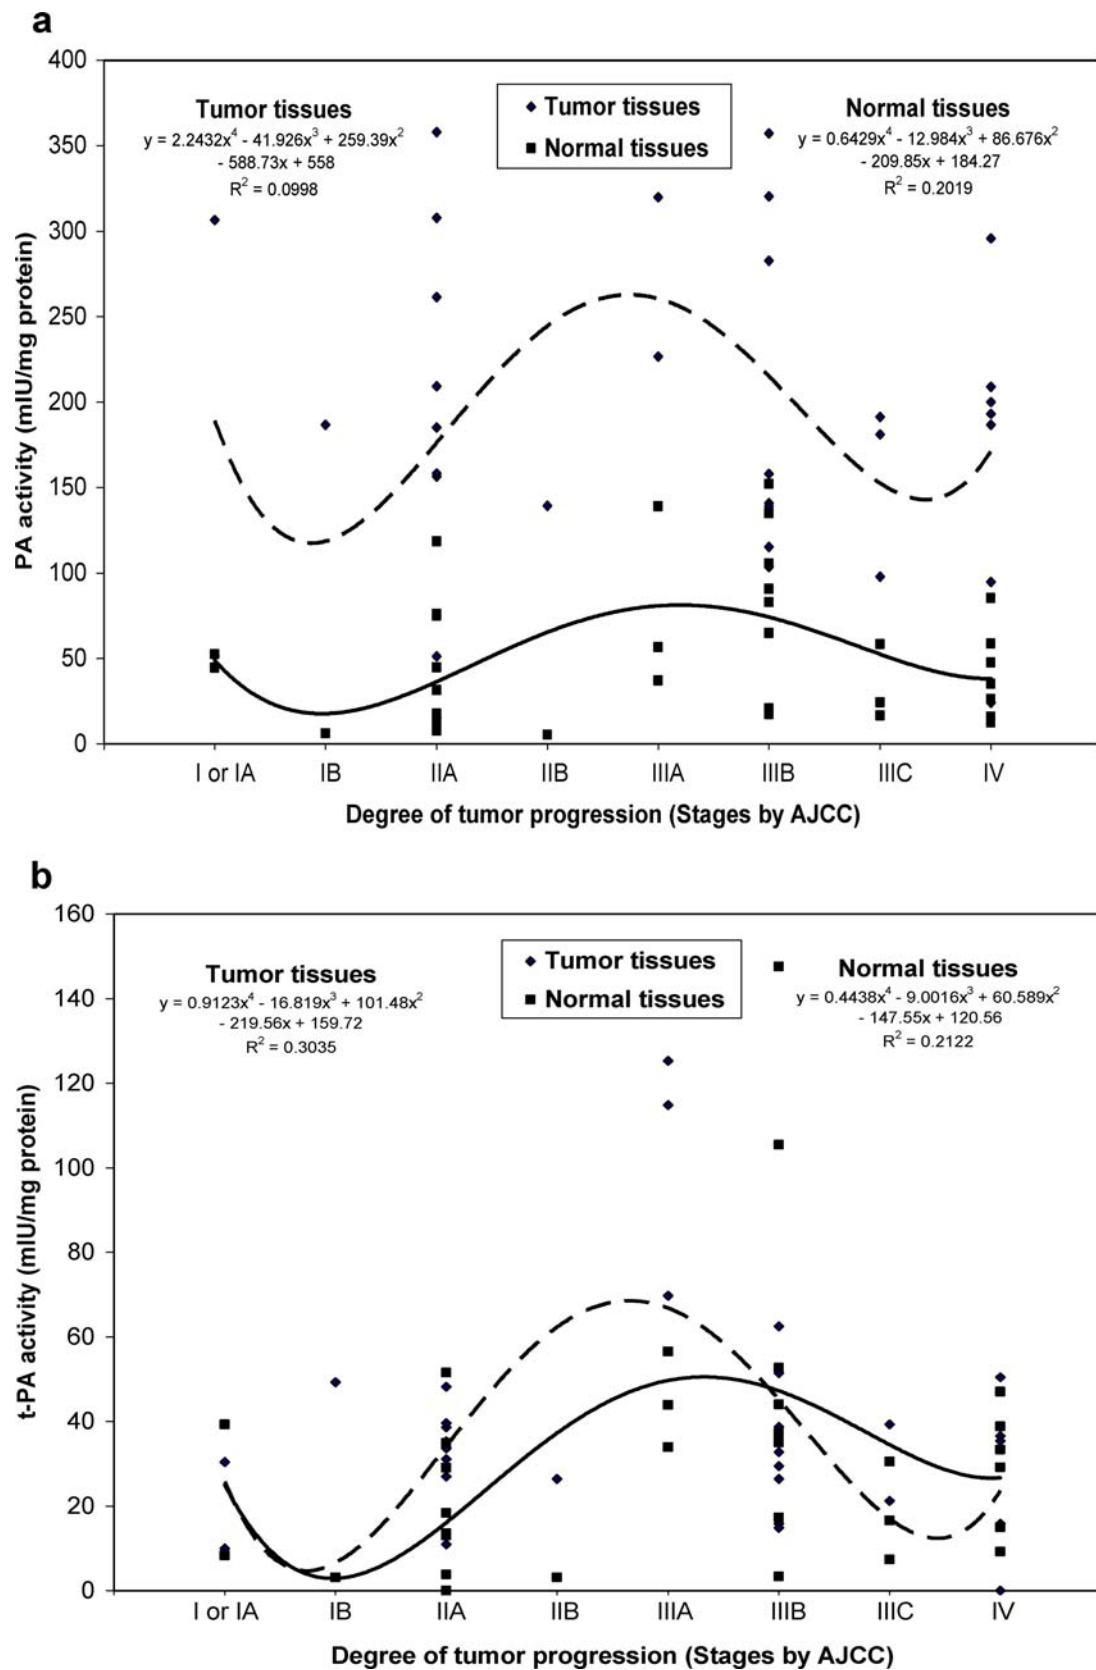 a
400
350
300
250
200
150
100
50
0
PA activity (mIU/mg protein)
Tumor tissues
y = 2.2432x⁴ - 41.926x³ + 259.39x²
- 588.73x + 558
R² = 0.0998
Tumor tissues
Normal tissues
Normal tissues
y = 0.6429x⁴ - 12.984x³ + 86.676x²
- 209.85x + 184.27
R² = 0.2019
I or IA IB IIA IIB IIIA IIIB IIIC IV
Degree of tumor progression (Stages by AJCC)
b
160
140
120
100
80
60
40
20
0
t-PA activity (mIU/mg protein)
Tumor tissues
y = 0.9123x⁴ - 16.819x³ + 101.48x²
- 219.56x + 159.72
R² = 0.3035
Tumor tissues
Normal tissues
Normal tissues
y = 0.4438x⁴ - 9.0016x³ + 60.589x²
- 147.55x + 120.56
R² = 0.2122
I or IA IB IIA IIB IIIA IIIB IIIC IV
Degree of tumor progression (Stages by AJCC)